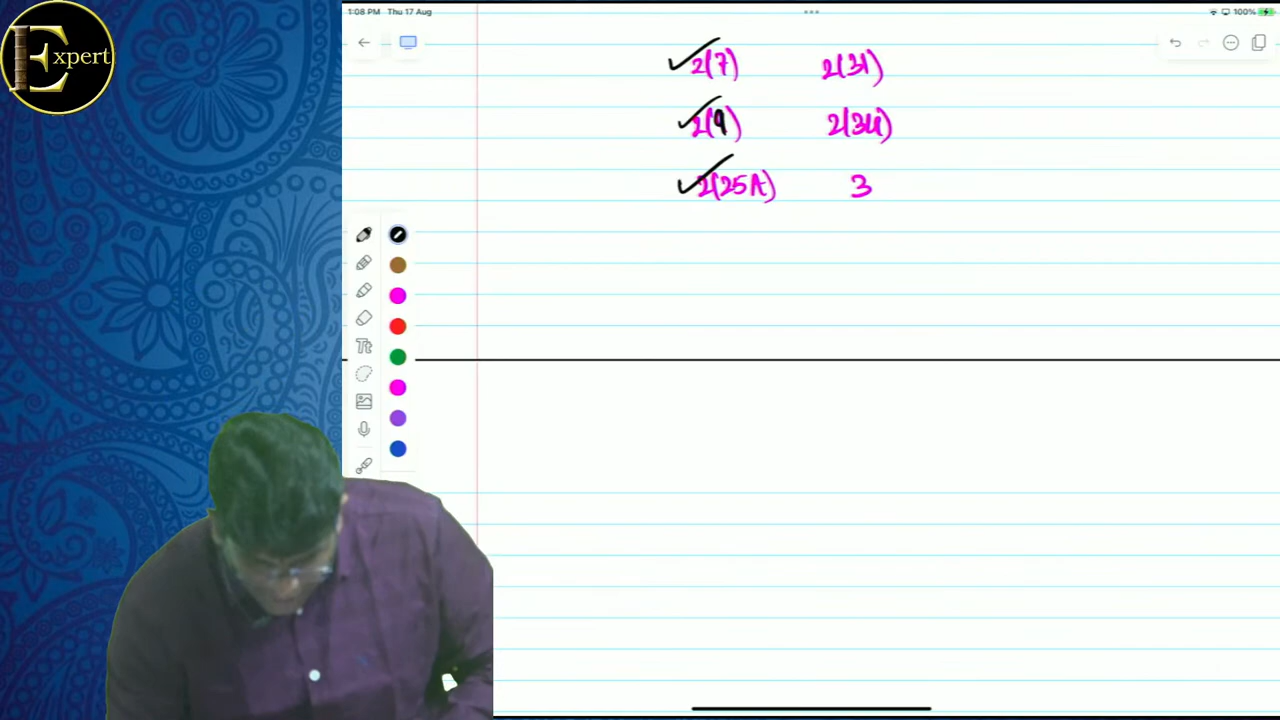 Expert
1:08 PM Thu 17 Aug
100%
2(7) 2(31)
2(9) 2(34)
2(25A) 3
Tt